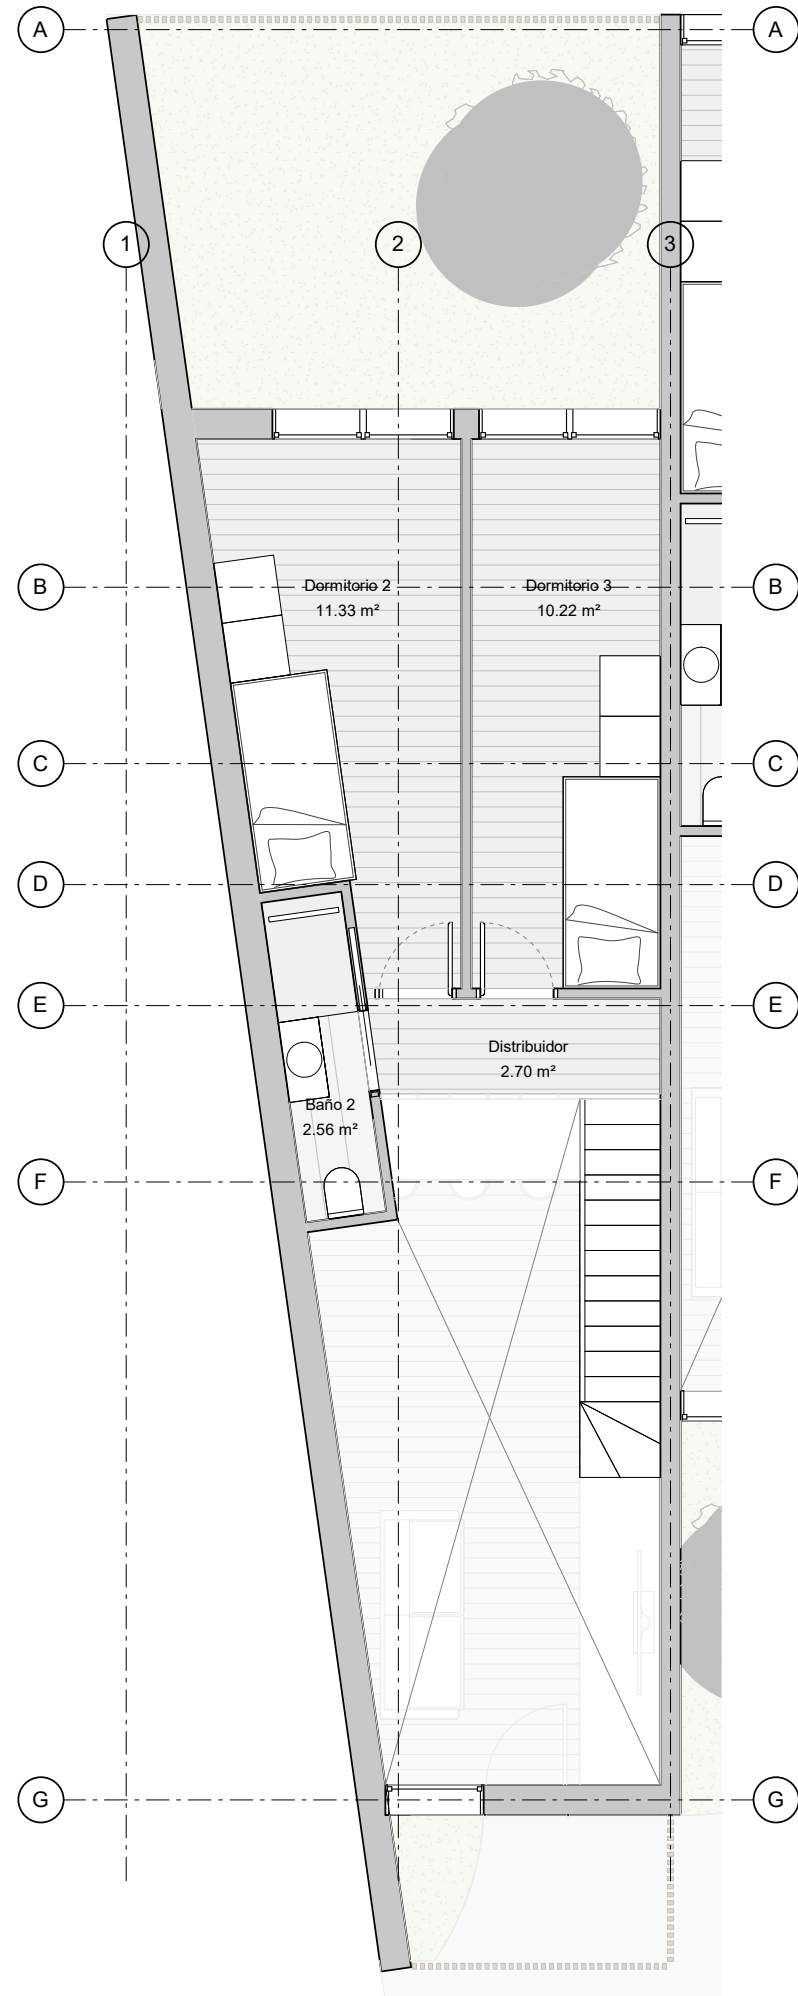 A
A
1
2
3
B
Dormitorio 2
11.33 m²
Dormitorio 3
10.22 m²
B
C
C
D
D
E
E
Distribuidor
2.70 m²
Baño 2
2.56 m²
F
F
G
G